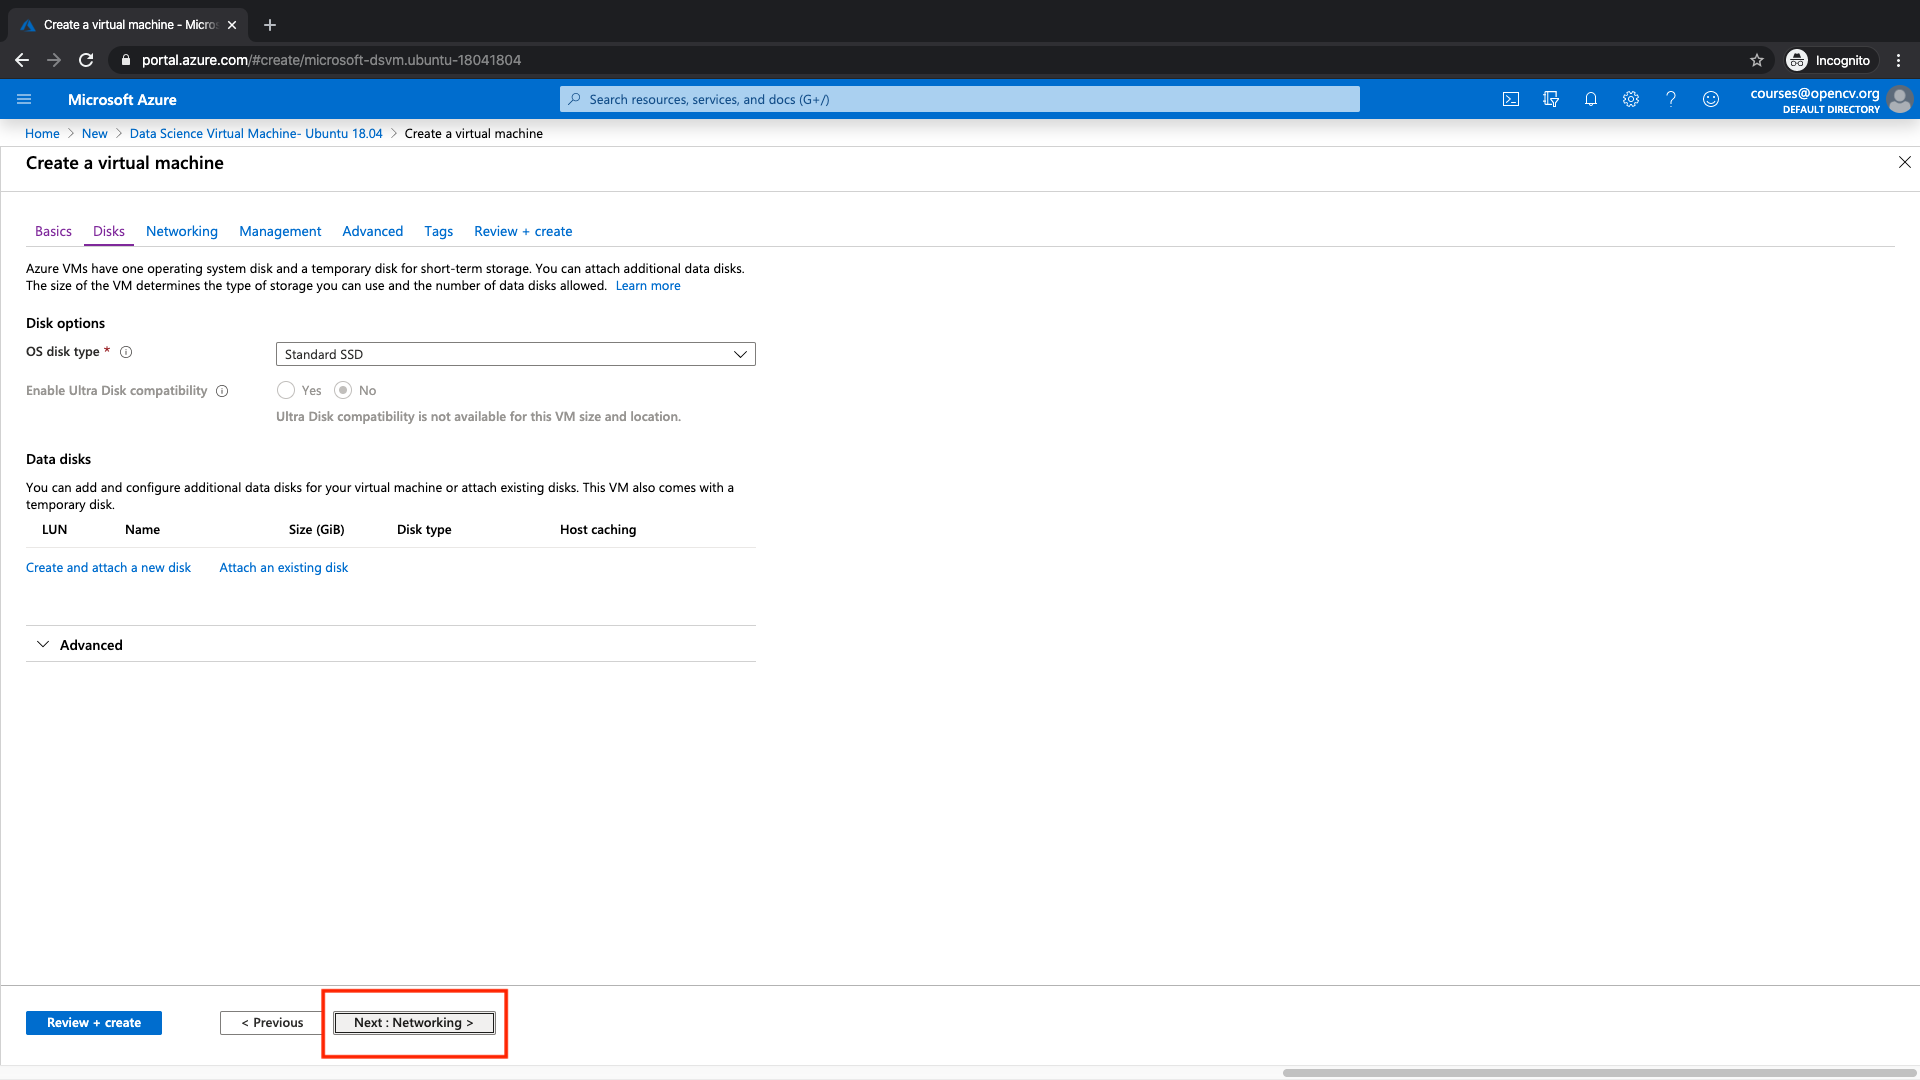 Create a virtual machine - Micros
portal.azure.com/#create/microsoft-dsvm.ubuntu-18041804
Incognito
Microsoft Azure
Search resources, services, and docs (G+/)
courses@opencv.org
DEFAULT DIRECTORY
Home > New > Data Science Virtual Machine- Ubuntu 18.04 > Create a virtual machine
Create a virtual machine
Basics Disks Networking Management Advanced Tags Review + create
Azure VMs have one operating system disk and a temporary disk for short-term storage. You can attach additional data disks.
The size of the VM determines the type of storage you can use and the number of data disks allowed. Learn more
Disk options
OS disk type *
Standard SSD
Enable Ultra Disk compatibility
Yes No
Ultra Disk compatibility is not available for this VM size and location.
Data disks
You can add and configure additional data disks for your virtual machine or attach existing disks. This VM also comes with a
temporary disk.
LUN Name Size (GiB) Disk type Host caching
Create and attach a new disk Attach an existing disk
Advanced
Review + create < Previous Next : Networking >